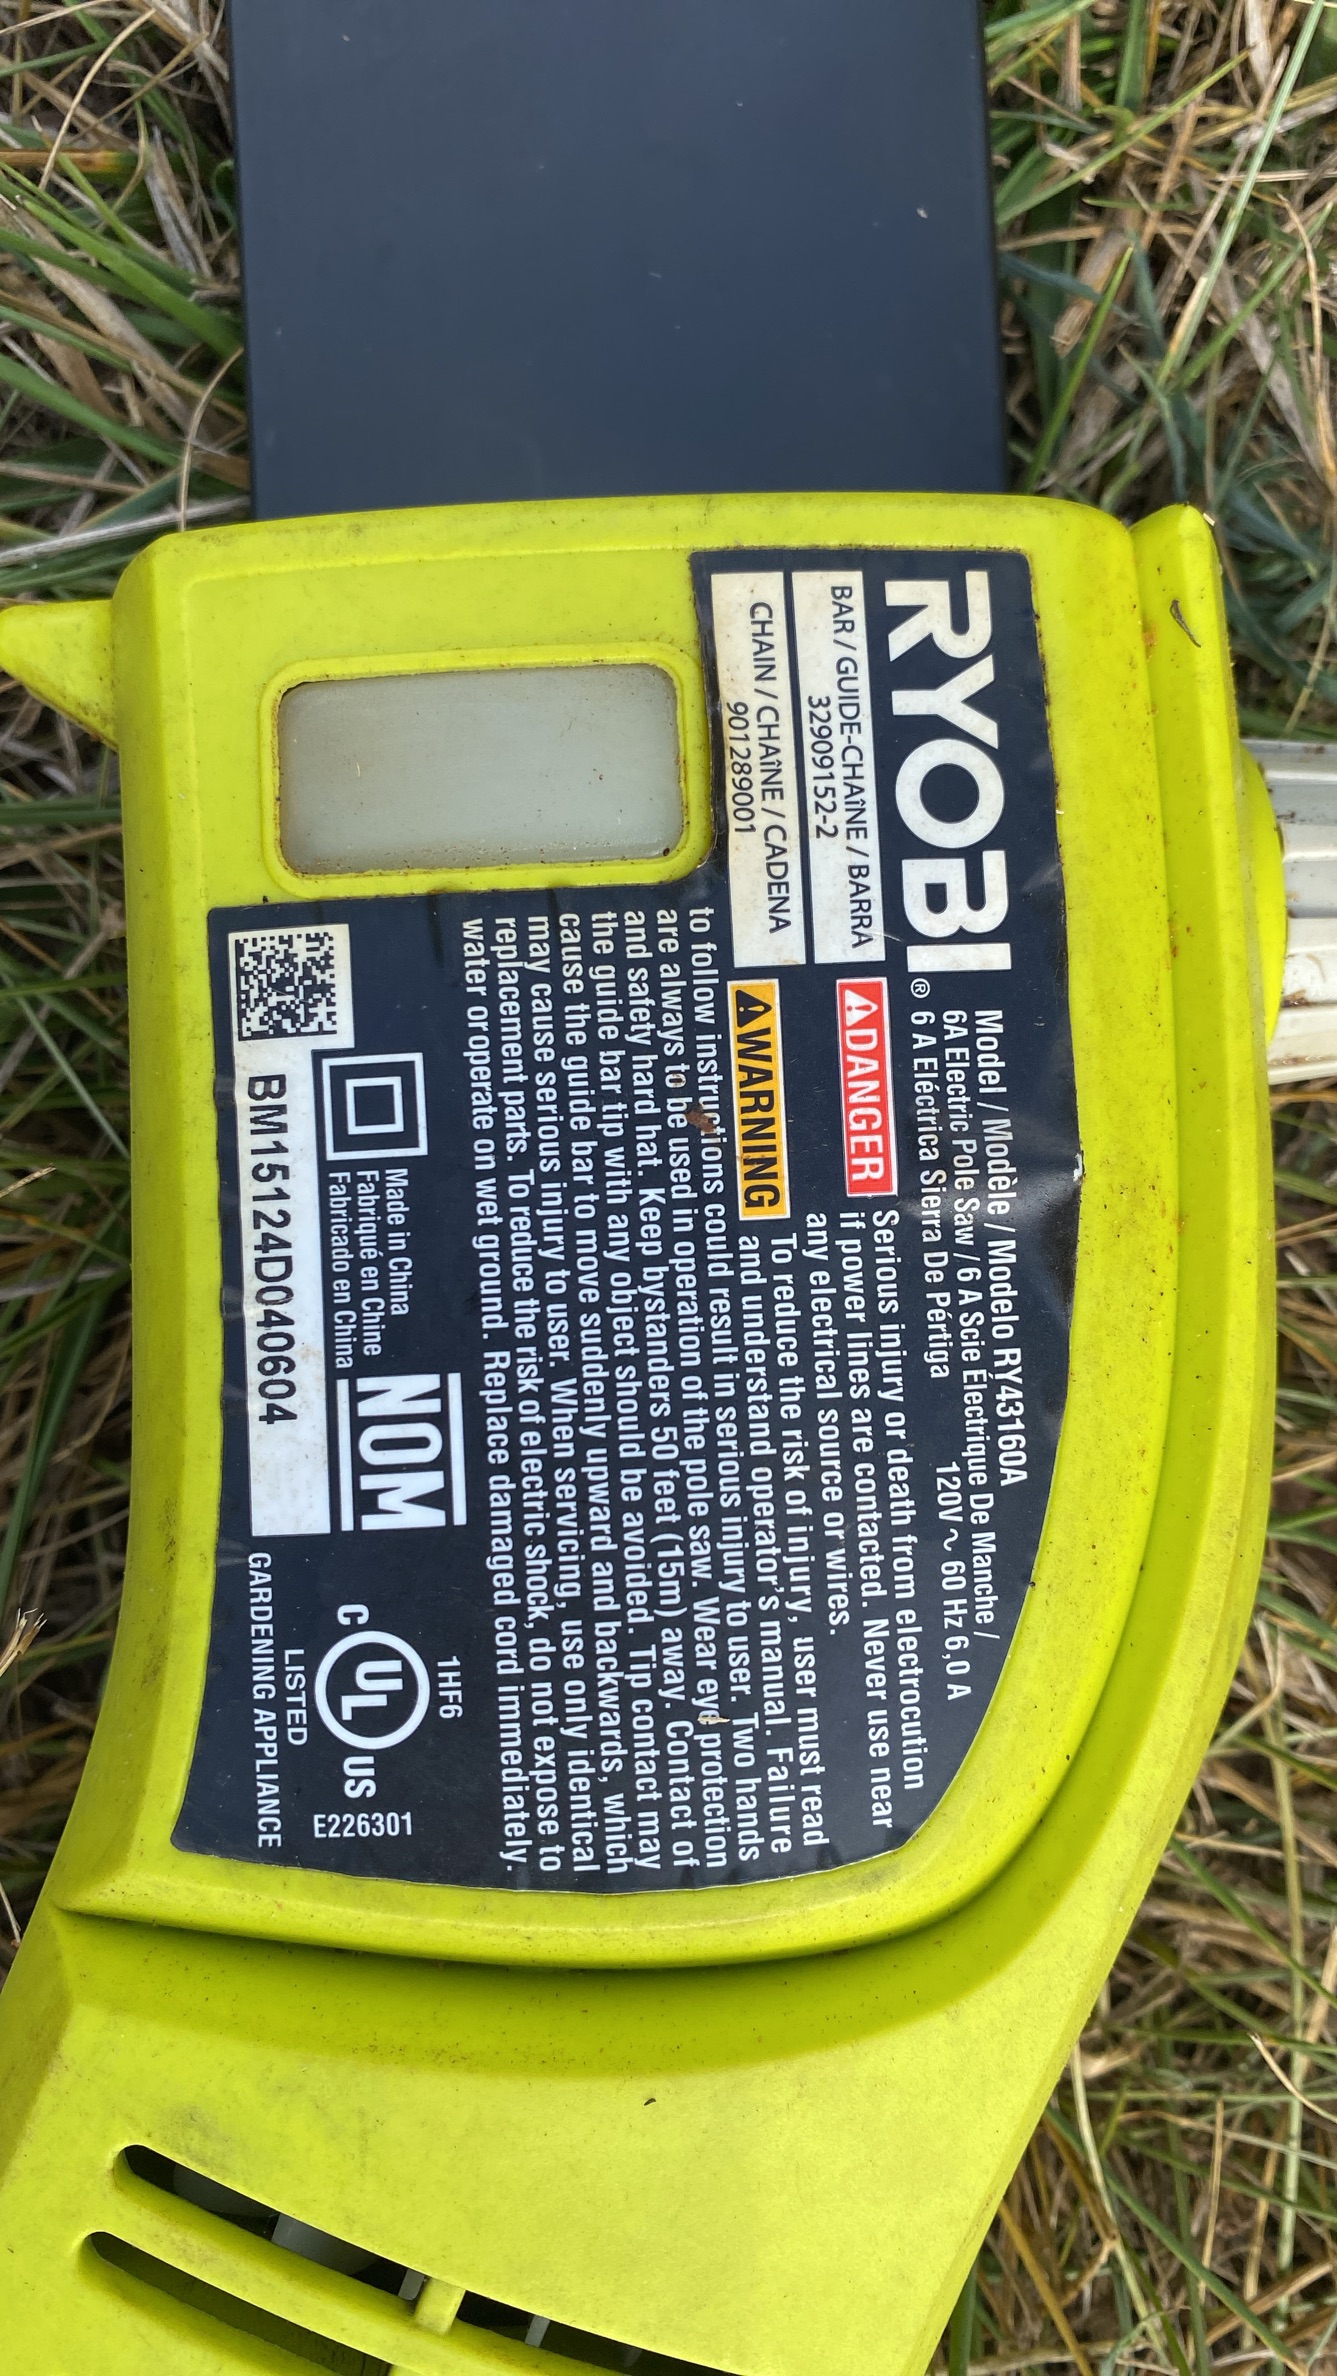 RYOBI®
Model / Modèle / Modelo RY43160A
6A Electric Pole Saw / 6 A Scie Électrique De Manche /
6 A Eléctrica Sierra De Pértiga 120V ~ 60 Hz 6,0 A
BAR / GUIDE-CHAÎNE / BARRA
32909152-2
CHAIN / CHAÎNE / CADENA
901289001
DANGER
Serious injury or death from electrocution
if power lines are contacted. Never use near
any electrical source or wires.
WARNING
To reduce the risk of injury, user must read
and understand operator's manual. Failure
to follow instructions could result in serious injury to user. Two hands
are always to be used in operation of the pole saw. Wear eye protection
and safety hard hat. Keep bystanders 50 feet (15m) away. Contact of
the guide bar tip with any object should be avoided. Tip contact may
cause the guide bar to move suddenly upward and backwards, which
may cause serious injury to user. When servicing, use only identical
replacement parts. To reduce the risk of electric shock, do not expose to
water or operate on wet ground. Replace damaged cord immediately.
Made in China
Fabriqué en Chine
Fabricado en China
NOM
1HF6
C UL US
LISTED
E226301
GARDENING APPLIANCE
BM15124D040604